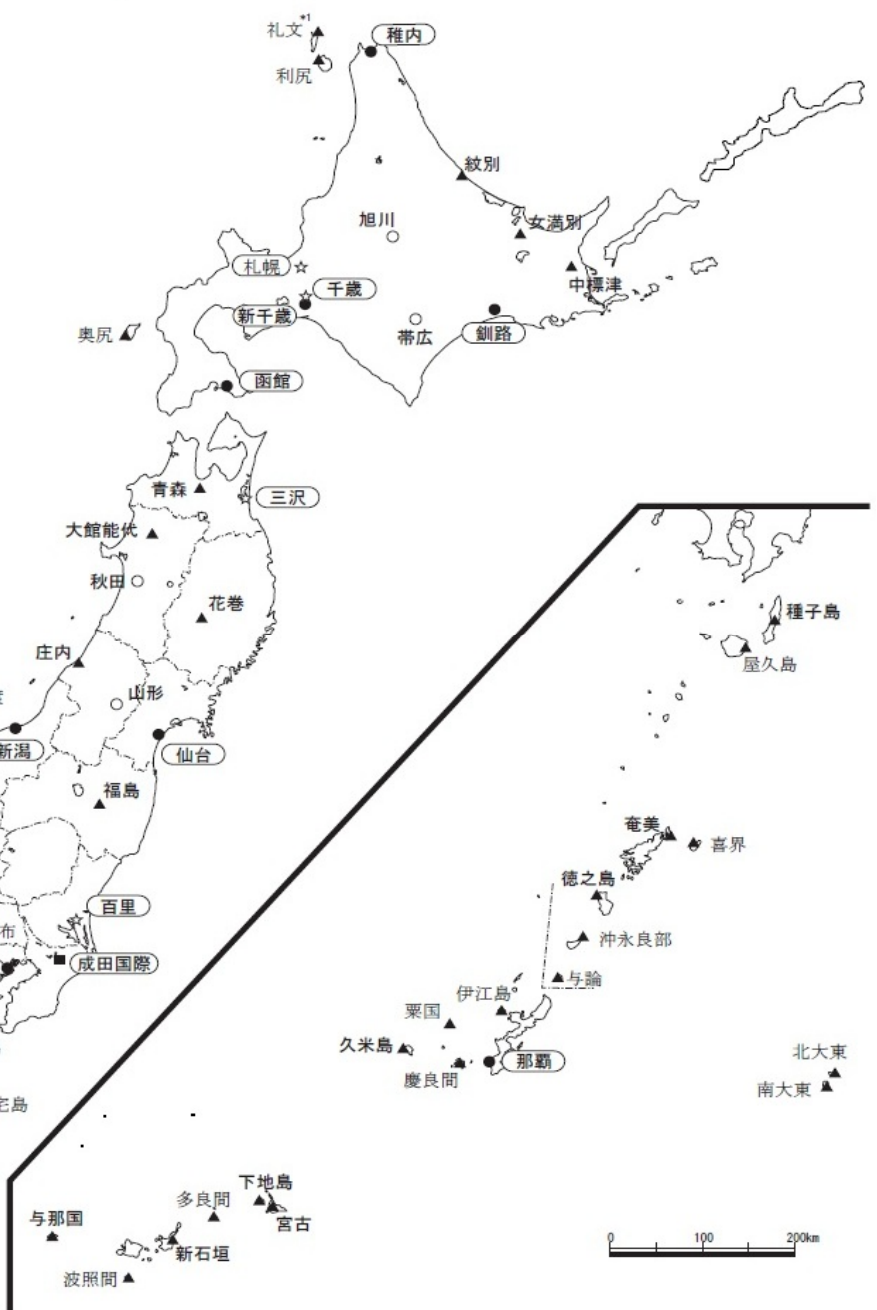 礼文*1
稚内
利尻
紋別
旭川
女満別
札幌
千歳
中標津
新千歳
帯広
釧路
奥尻
函館
青森
三沢
大館能代
秋田
花巻
種子島
庄内
屋久島
山形
新潟
仙台
福島
奄美
喜界
徳之島
百里
布
沖永良部
成田国際
与論
伊江島
粟国
久米島
那覇
慶良間
北大東
南大東
宅島
下地島
多良間
宮古
与那国
新石垣
波照間
0 100 200km